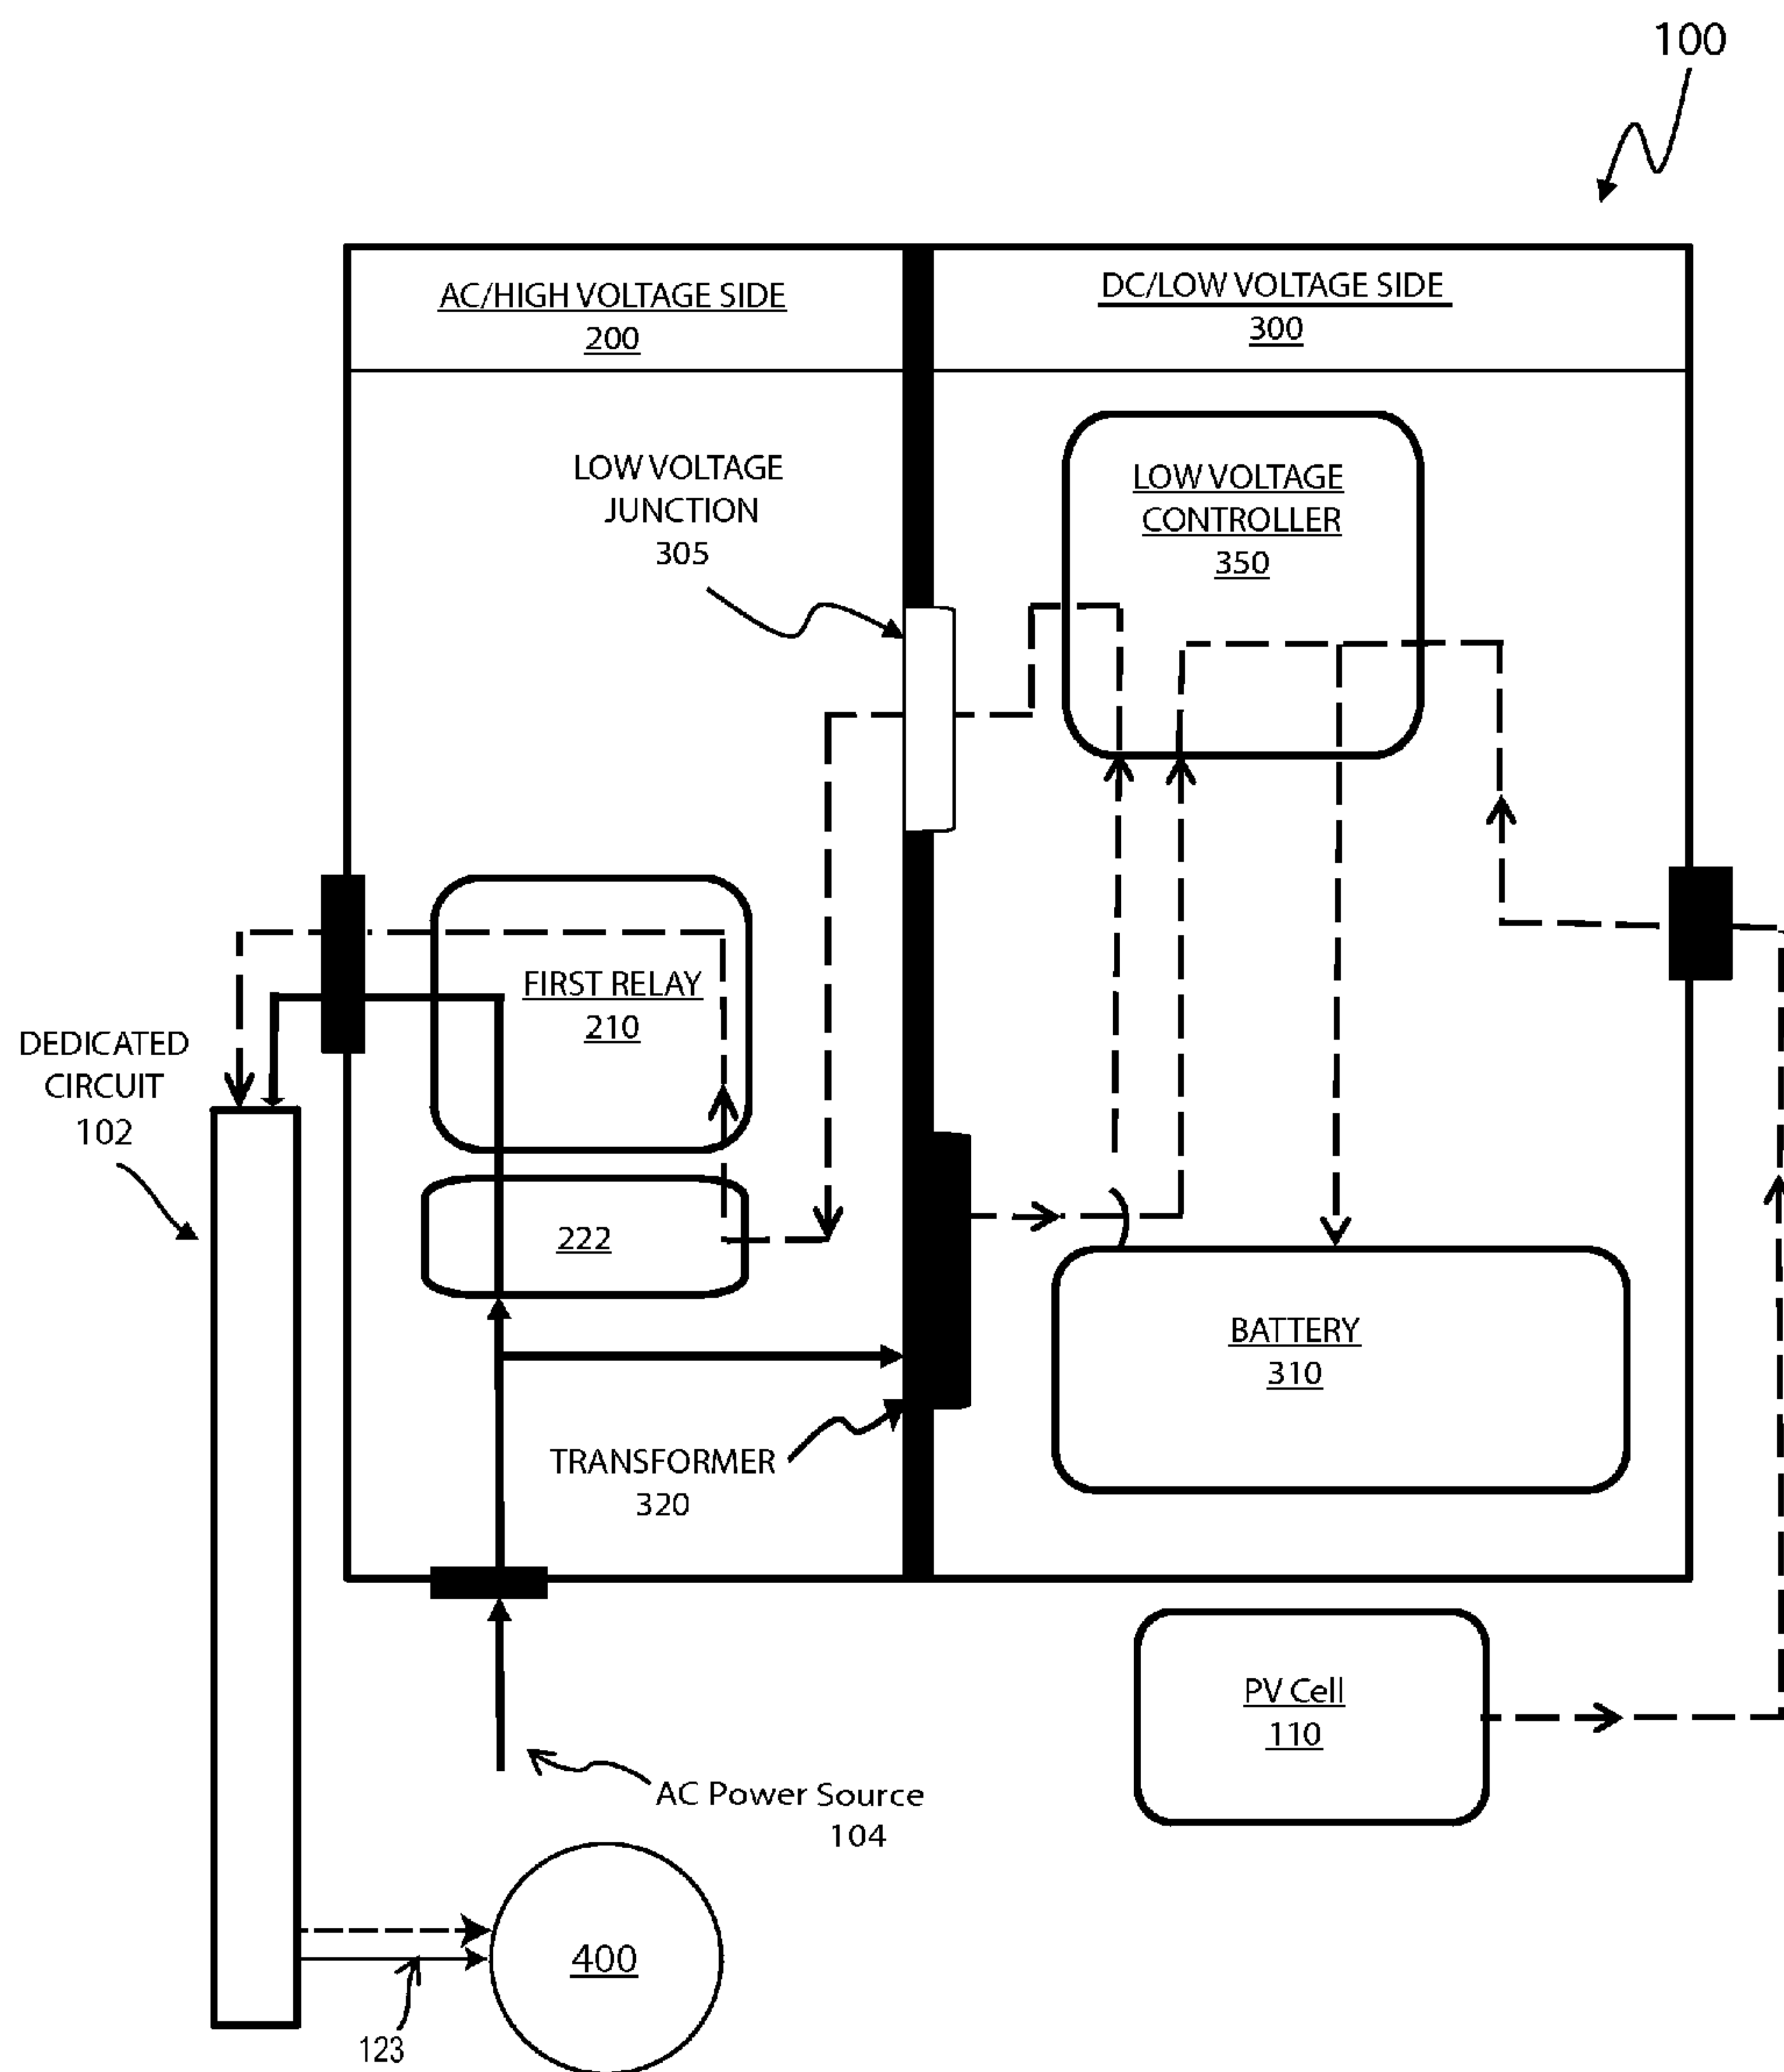 100
AC/HIGH VOLTAGE SIDE
200
DC/LOW VOLTAGE SIDE
300
LOW VOLTAGE
JUNCTION
305
LOW VOLTAGE
CONTROLLER
350
FIRST RELAY
210
DEDICATED
CIRCUIT
102
222
BATTERY
310
TRANSFORMER
320
PV Cell
110
AC Power Source
104
400
123